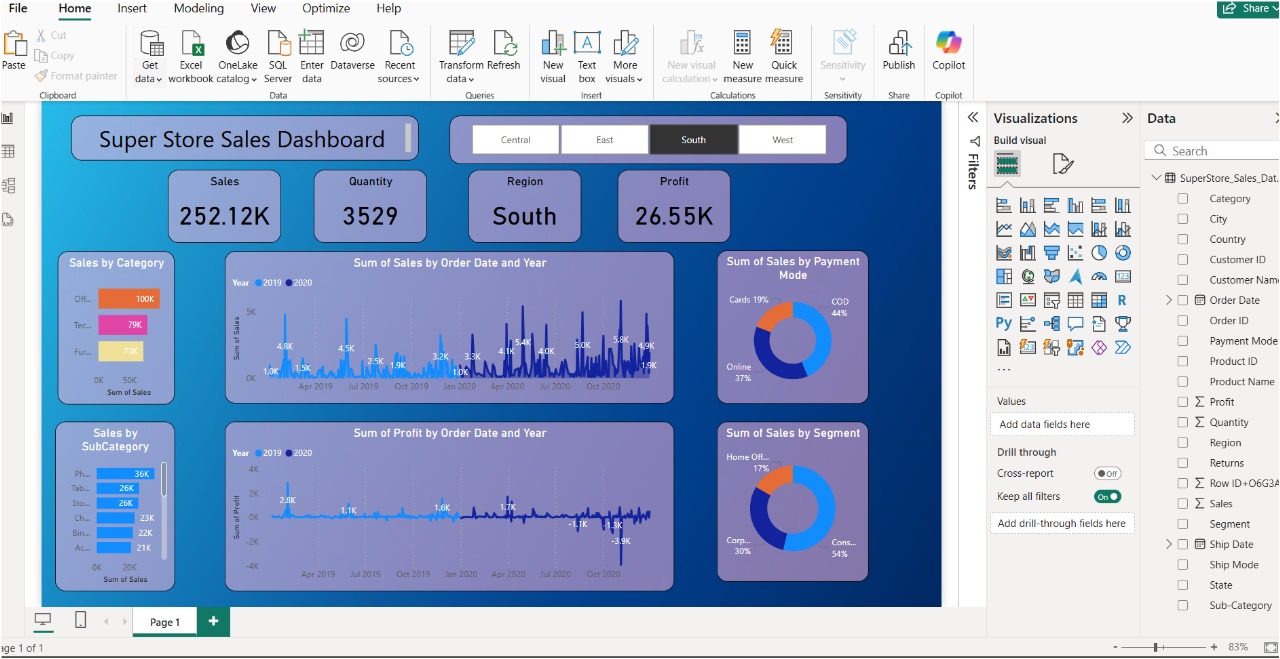 File Home Insert Modeling View Optimize Help Share
Paste
Cut
Copy
Format painter
Clipboard
Get data
Excel workbook
OneLake catalog
SQL Server
Enter data
Dataverse
Recent sources
Data
Transform data
Refresh
Queries
New visual
Text box
More visuals
Insert
New visual calculation
New measure
Quick measure
Calculations
Sensitivity
Sensitivity
Publish
Share
Copilot
Copilot
Super Store Sales Dashboard
Central East South West
Sales
252.12K
Quantity
3529
Region
South
Profit
26.55K
Sales by Category
Off... 100K
Tec... 79K
Fur... 73K
0K 50K
Sum of Sales
Sum of Sales by Order Date and Year
Year 2019 2020
Sum of Sales
5K
0K
1.0K 4.8K 1.5K 4.5K 2.5K 1.9K 3.2K 1.0K 3.3K 4.1K 5.4K 4.0K 5.0K 5.8K 4.9K 1.9K
Apr 2019 Jul 2019 Oct 2019 Jan 2020 Apr 2020 Jul 2020 Oct 2020
Sum of Sales by Payment Mode
Cards 19%
COD 44%
Online 37%
Sales by SubCategory
Ph... 36K
Tab... 26K
Sto... 26K
Ch... 23K
Bin... 22K
Ac... 21K
0K 20K
Sum of Sales
Sum of Profit by Order Date and Year
Year 2019 2020
Sum of Profit
4K
2K
0K
-2K
-4K
2.8K 1.1K 1.6K 1.7K -1.1K -1.3K -3.9K
Apr 2019 Jul 2019 Oct 2019 Jan 2020 Apr 2020 Jul 2020 Oct 2020
Sum of Sales by Segment
Home Off... 17%
Corp... 30%
Cons... 54%
Filters
Visualizations
Build visual
123
R
Py
123
...
Values
Add data fields here
Drill through
Cross-report Off
Keep all filters On
Add drill-through fields here
Data
Search
SuperStore_Sales_Dat...
Category
City
Country
Customer ID
Customer Name
Order Date
Order ID
Payment Mode
Product ID
Product Name
Profit
Quantity
Region
Returns
Row ID+O6G3A
Sales
Segment
Ship Date
Ship Mode
State
Sub-Category
Page 1
age 1 of 1
83%